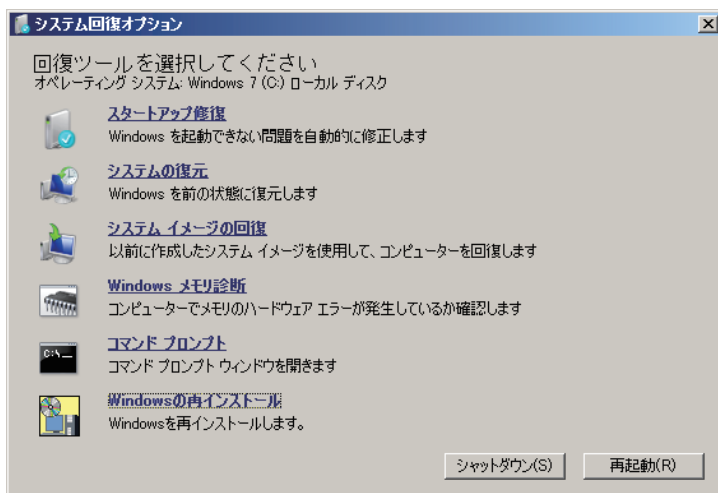 システム回復オプション
回復ツールを選択してください
オペレーティング システム: Windows 7 (C:) ローカル ディスク
スタートアップ修復
Windows を起動できない問題を自動的に修正します
システムの復元
Windows を前の状態に復元します
システム イメージの回復
以前に作成したシステム イメージを使用して、コンピューターを回復します
Windows メモリ診断
コンピューターでメモリのハードウェア エラーが発生しているか確認します
C:\
コマンド プロンプト
コマンド プロンプト ウィンドウを開きます
Windowsの再インストール
Windowsを再インストールします。
シャットダウン(S)
再起動(R)